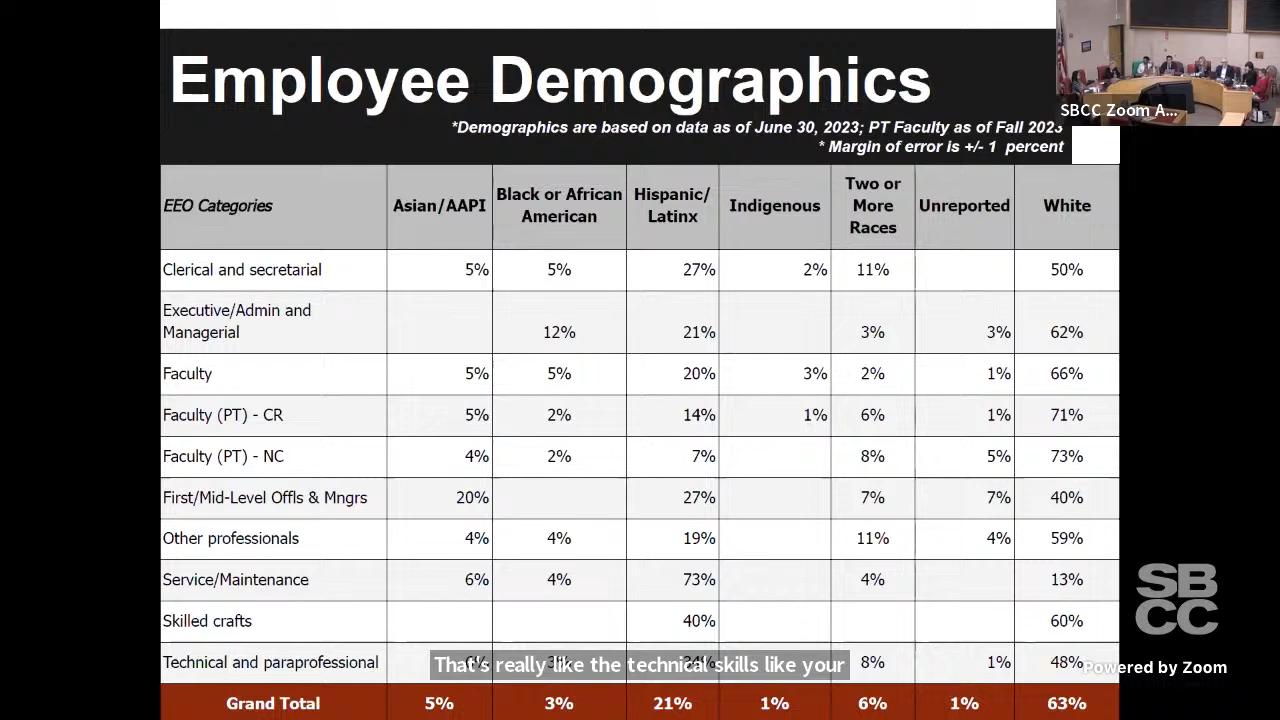 Employee Demographics
SBCC Zoom A...
*Demographics are based on data as of June 30, 2023; PT Faculty as of Fall 2023
* Margin of error is +/- 1 percent
EEO Categories Asian/AAPI Black or African American Hispanic/ Latinx Indigenous Two or More Races Unreported White
Clerical and secretarial 5% 5% 27% 2% 11% 50%
Executive/Admin and
Managerial 12% 21% 3% 3% 62%
Faculty 5% 5% 20% 3% 2% 1% 66%
Faculty (PT) - CR 5% 2% 14% 1% 6% 1% 71%
Faculty (PT) - NC 4% 2% 7% 8% 5% 73%
First/Mid-Level Offls & Mngrs 20% 27% 7% 7% 40%
Other professionals 4% 4% 19% 11% 4% 59%
Service/Maintenance 6% 4% 73% 4% 13%
Skilled crafts 40% 60%
Technical and paraprofessional 8% 1% 48%
That's really like the technical skills like your
Grand Total 5% 3% 21% 1% 6% 1% 63%
SB
CC
Powered by Zoom